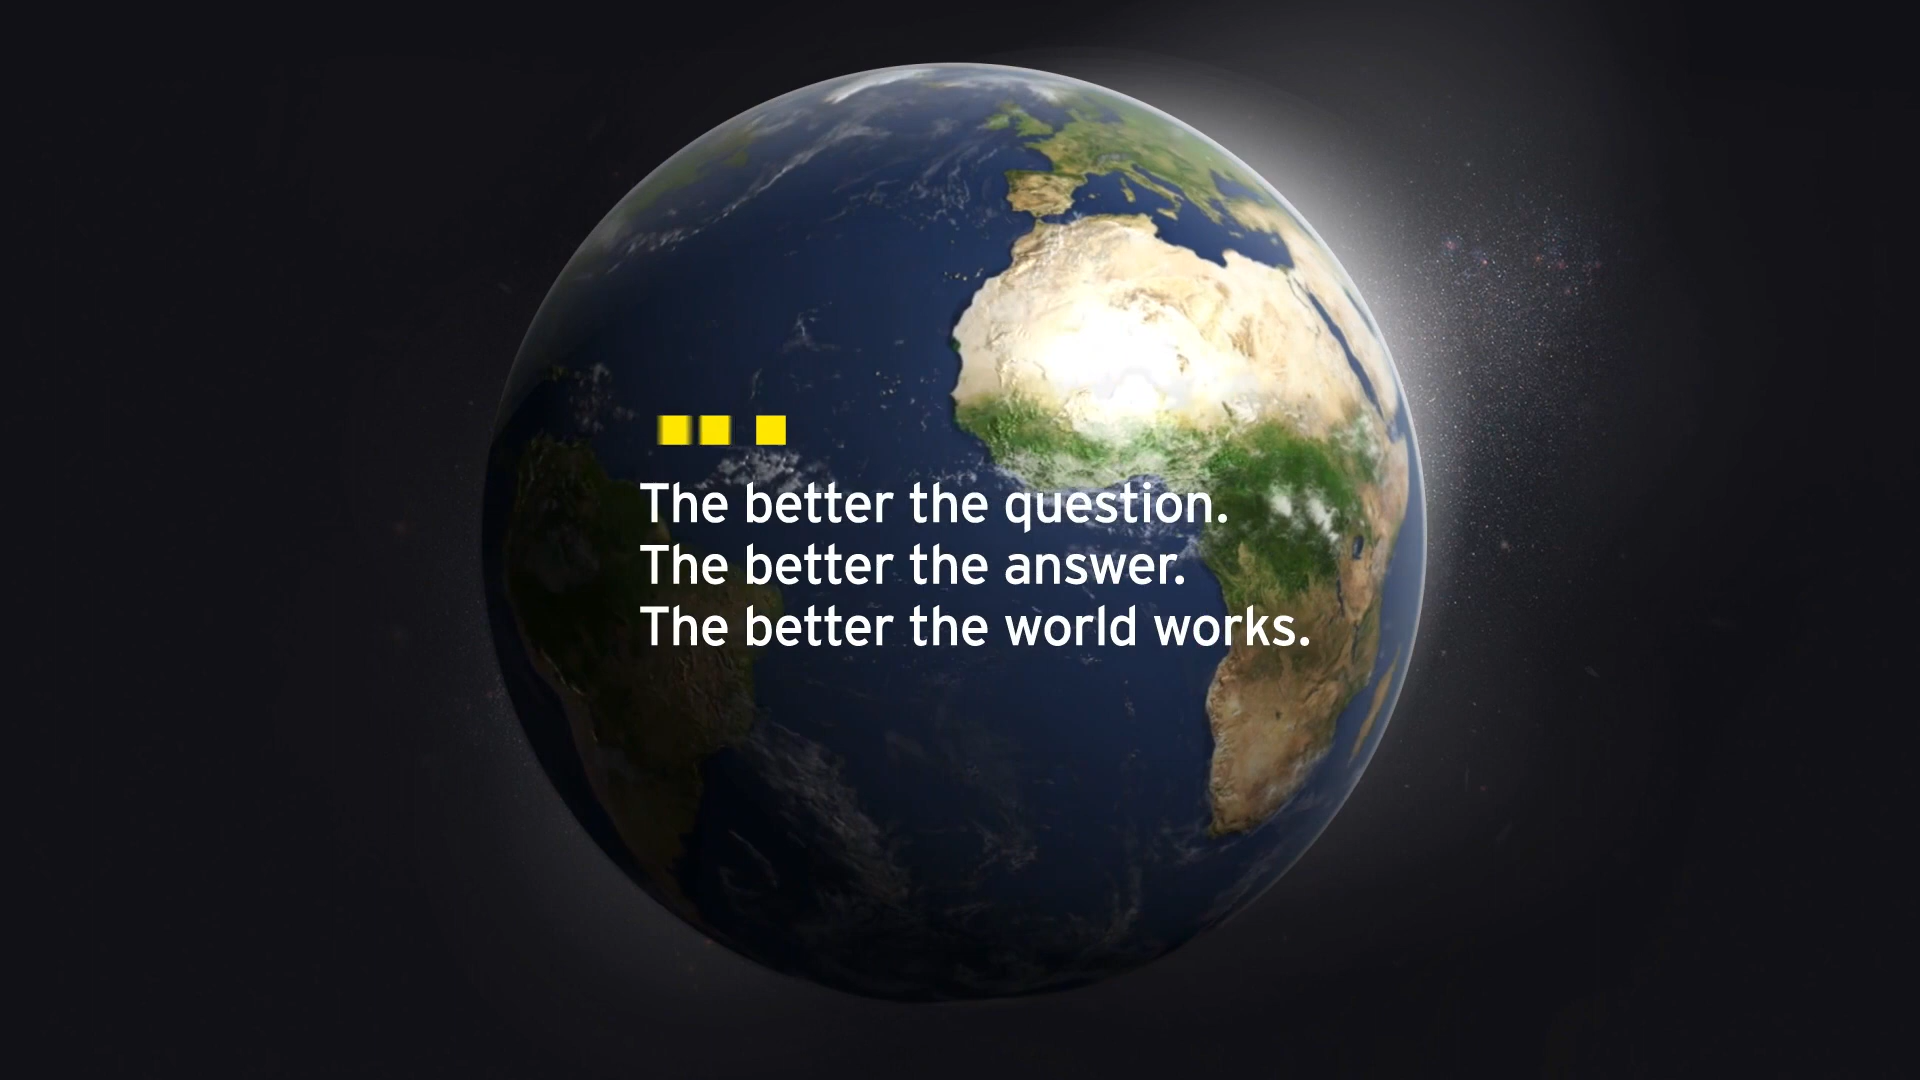 The better the question.
The better the answer.
The better the world works.